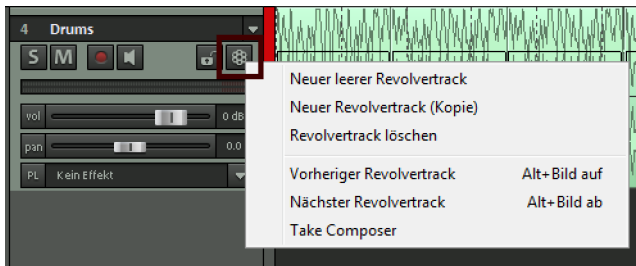 4 Drums
S M
vol 0 dB
pan 0.0
PL Kein Effekt
Neuer leerer Revolvertrack
Neuer Revolvertrack (Kopie)
Revolvertrack löschen
Vorheriger Revolvertrack Alt+Bild auf
Nächster Revolvertrack Alt+Bild ab
Take Composer